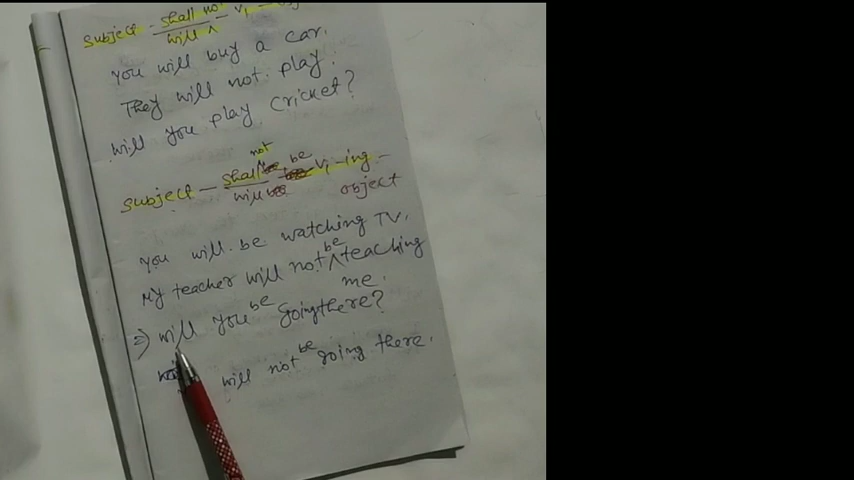 subject - shall not - V1 - obj
will ^
you will buy a car.
They will not play.
will you play cricket?
not be
subject - shall V1-ing -
will object
you will be watching TV.
be
My teacher will not ^ teaching
me.
=) will you be going there?
will not be going there.